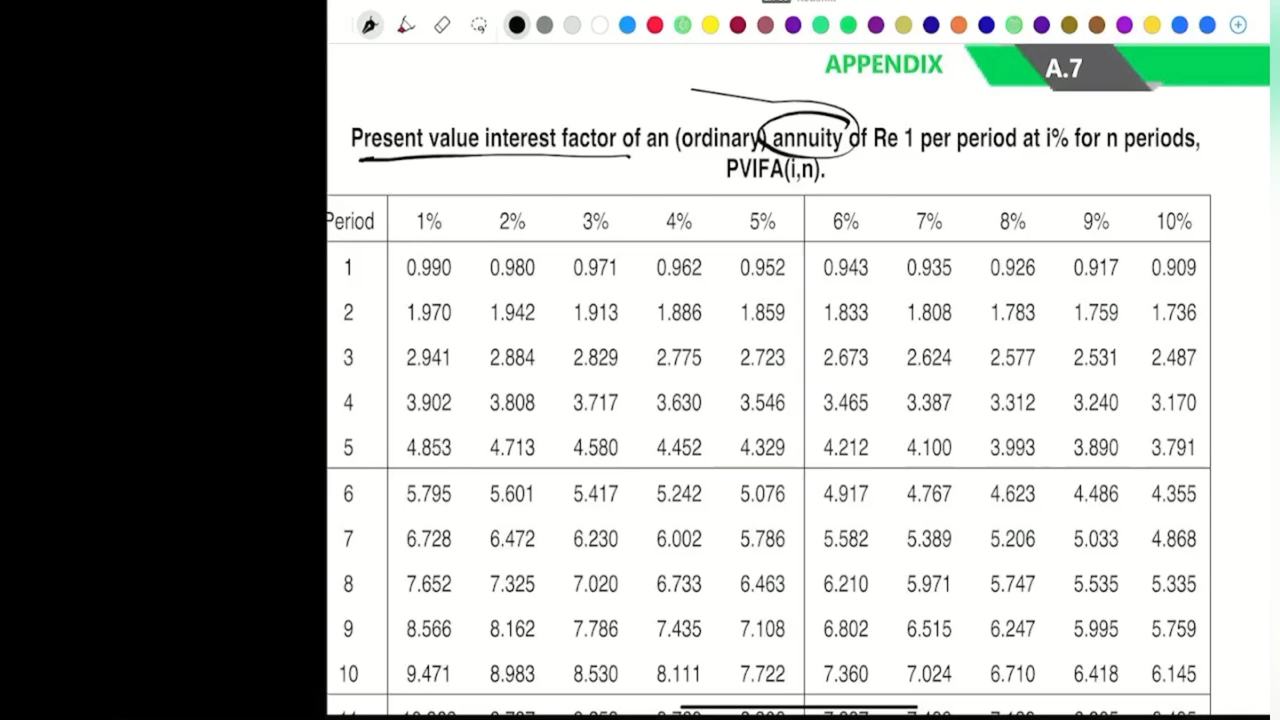 APPENDIX A.7
Present value interest factor of an (ordinary) annuity of Re 1 per period at i% for n periods,
PVIFA(i,n).
Period 1% 2% 3% 4% 5% 6% 7% 8% 9% 10%
1 0.990 0.980 0.971 0.962 0.952 0.943 0.935 0.926 0.917 0.909
2 1.970 1.942 1.913 1.886 1.859 1.833 1.808 1.783 1.759 1.736
3 2.941 2.884 2.829 2.775 2.723 2.673 2.624 2.577 2.531 2.487
4 3.902 3.808 3.717 3.630 3.546 3.465 3.387 3.312 3.240 3.170
5 4.853 4.713 4.580 4.452 4.329 4.212 4.100 3.993 3.890 3.791
6 5.795 5.601 5.417 5.242 5.076 4.917 4.767 4.623 4.486 4.355
7 6.728 6.472 6.230 6.002 5.786 5.582 5.389 5.206 5.033 4.868
8 7.652 7.325 7.020 6.733 6.463 6.210 5.971 5.747 5.535 5.335
9 8.566 8.162 7.786 7.435 7.108 6.802 6.515 6.247 5.995 5.759
10 9.471 8.983 8.530 8.111 7.722 7.360 7.024 6.710 6.418 6.145